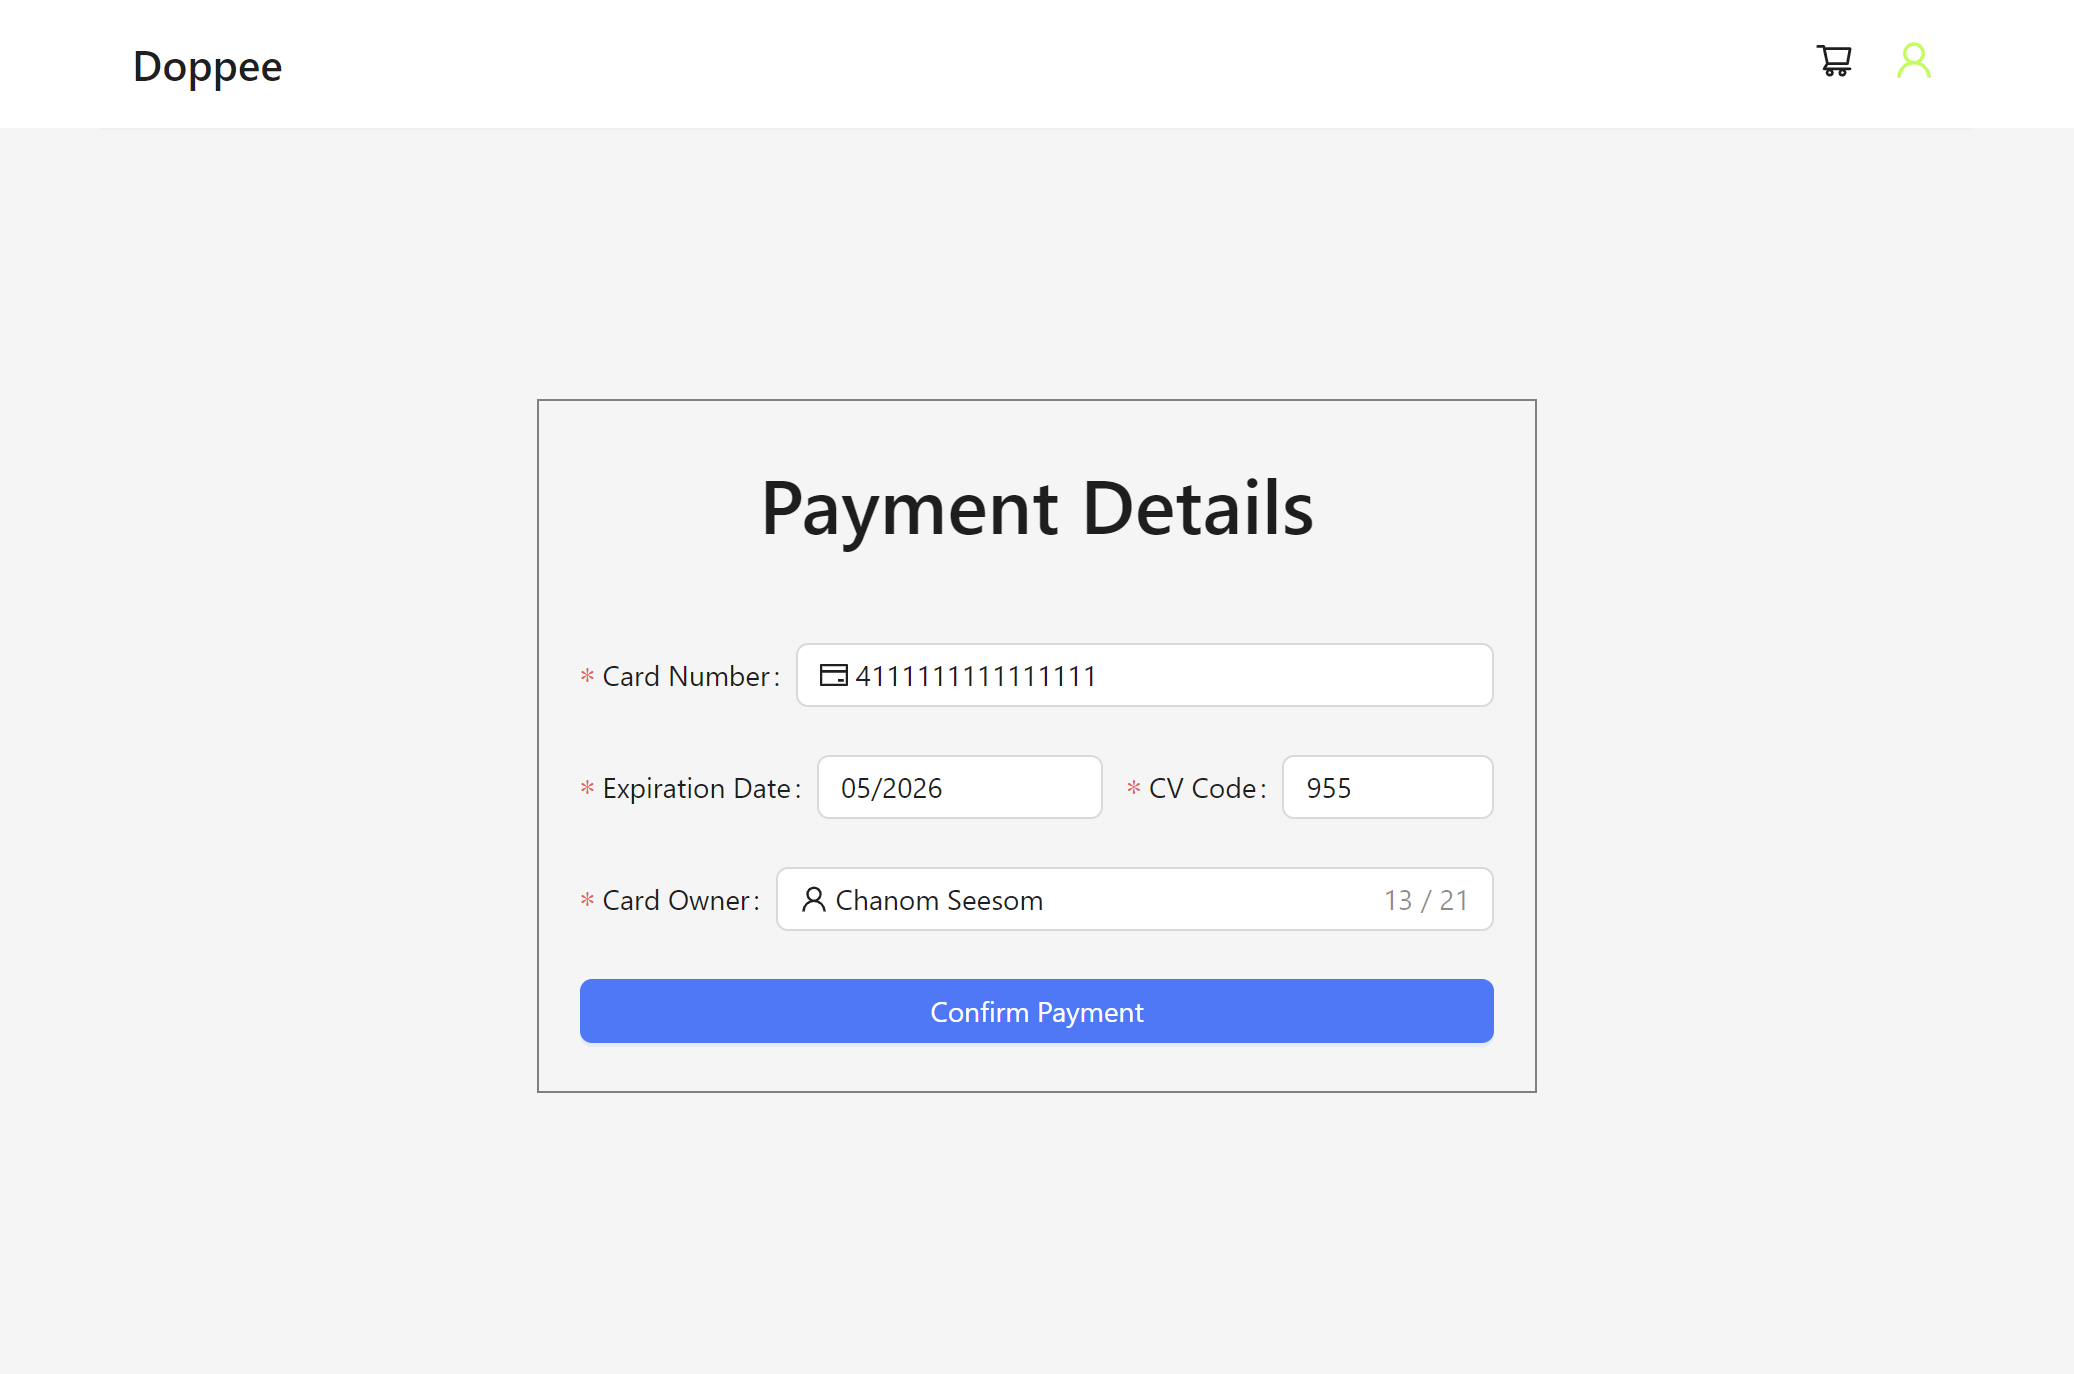 Doppee
Payment Details
* Card Number: 4111111111111111
* Expiration Date: 05/2026 * CV Code: 955
* Card Owner: Chanom Seesom 13 / 21
Confirm Payment